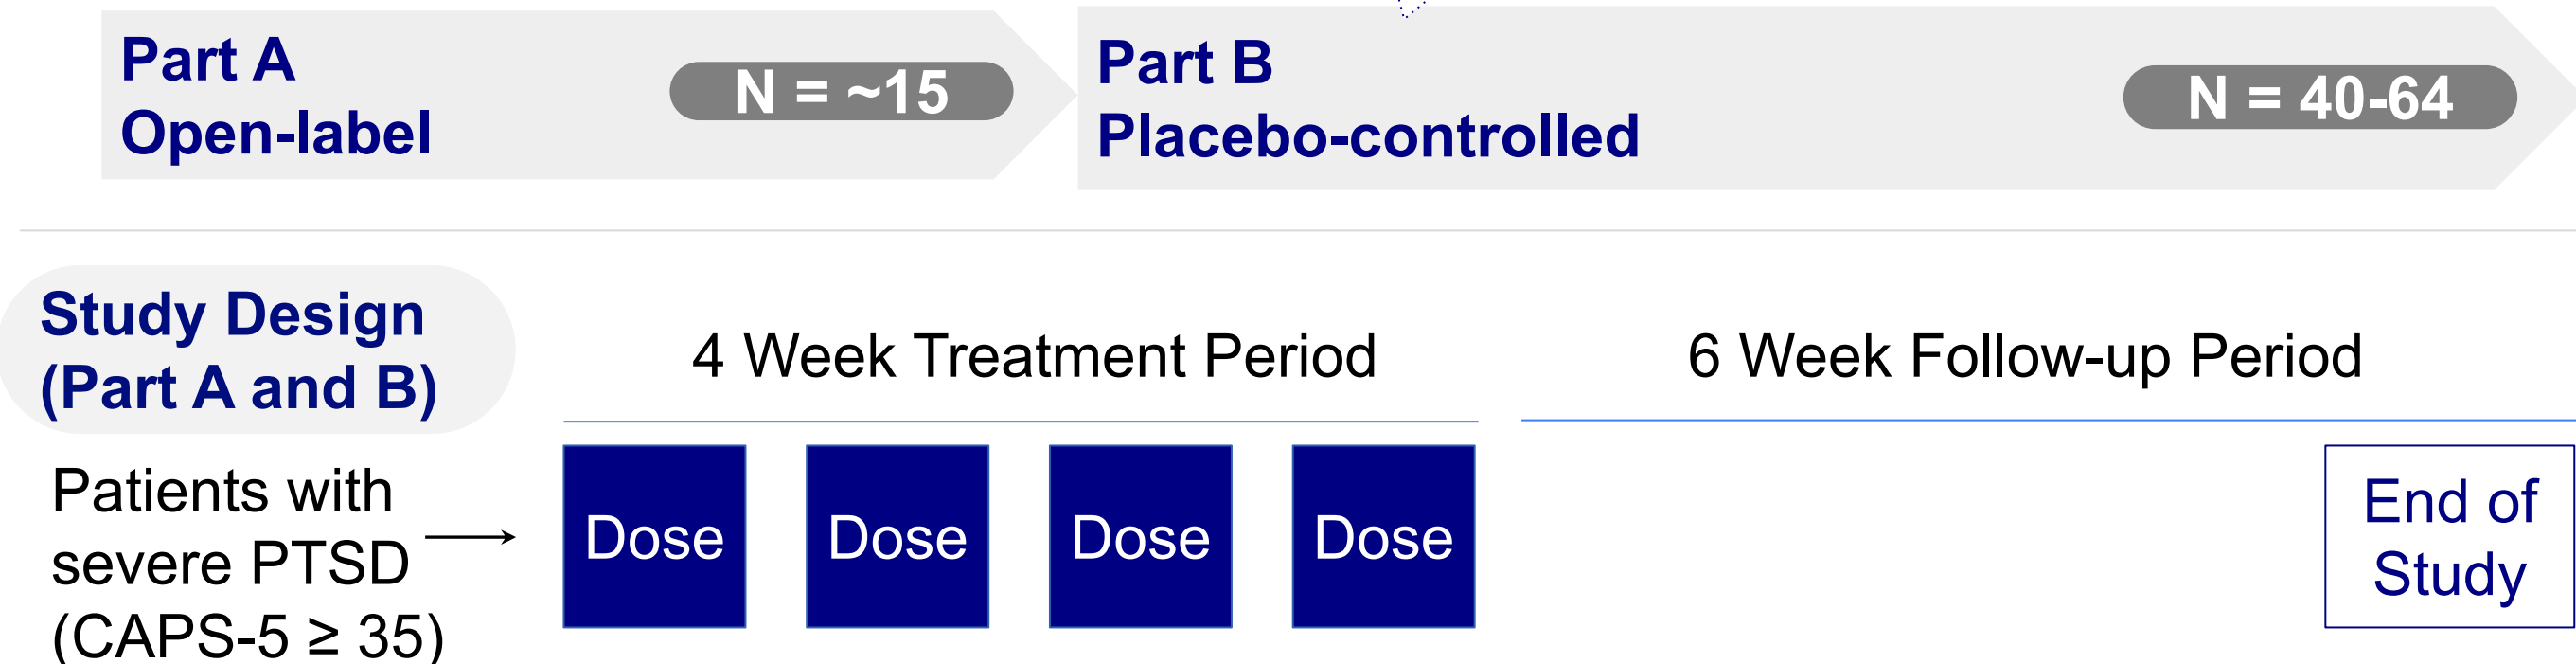 Part A
Open-label
N = ~15
Part B
Placebo-controlled
N = 40-64
Study Design
(Part A and B)
4 Week Treatment Period
6 Week Follow-up Period
Patients with
severe PTSD
(CAPS-5 ≥ 35)
Dose
Dose
Dose
Dose
End of
Study